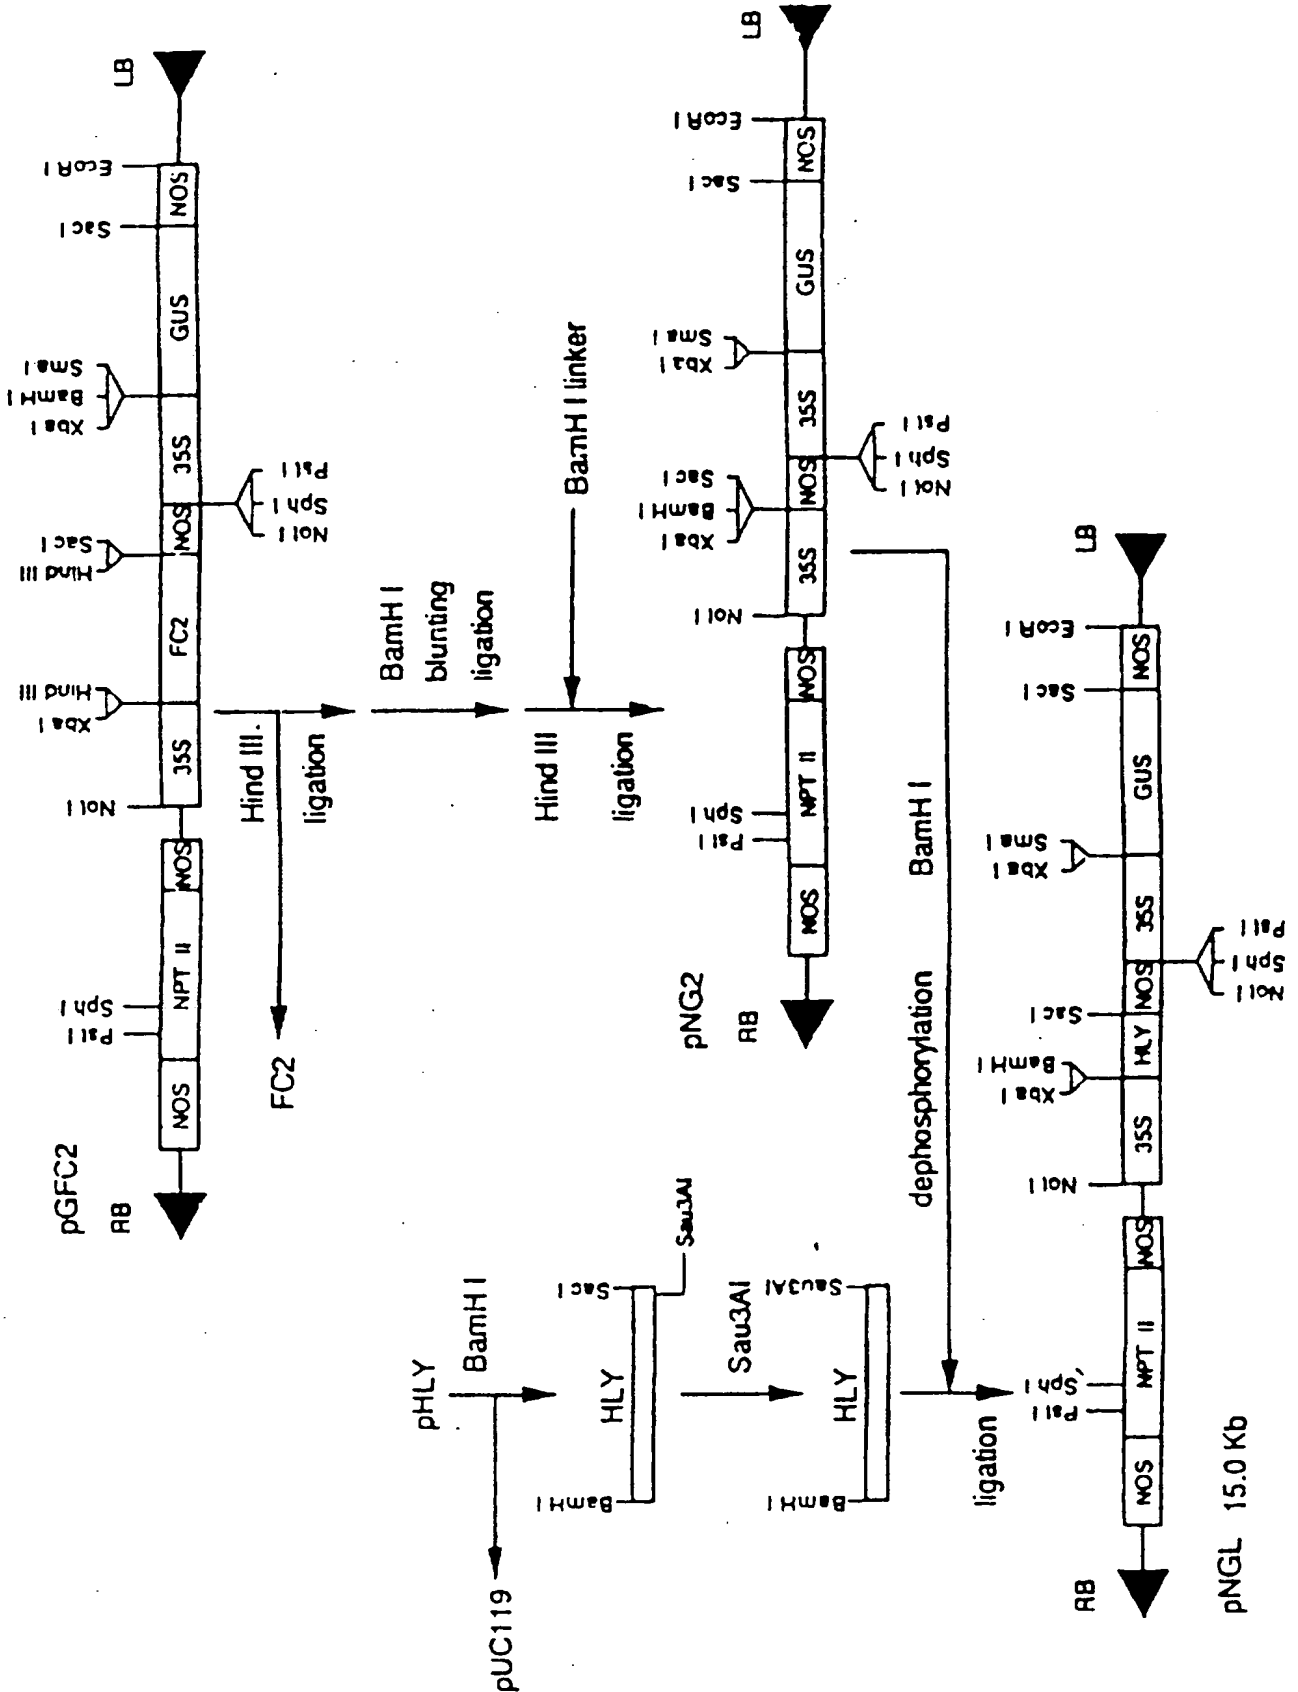 pGFC2
RB
LB
NOS
NPT II
NOS
35S
FC2
NOS
35S
GUS
NOS
Pst I
Sph I
Not I
Xba I
Hind III
Hind III
Sac I
Not I
Sph I
Pst I
Xba I
BamH I
Sma I
Sac I
EcoR I
Hind III.
ligation
FC2
BamH I
blunting
ligation
Hind III
ligation
BamH I linker
pNG2
RB
LB
NOS
NPT II
NOS
35S
NOS
35S
GUS
NOS
Pst I
Sph I
Not I
Xba I
BamH I
Sac I
Not I
Sph I
Pst I
Xba I
Sma I
Sac I
EcoR I
dephosphorylation BamH I
pHLY
BamH I
pUC119
HLY
BamH I
Sac I
Sau3AI
Sau3AI
HLY
BamH I
Sau3AI
ligation
RB
LB
NOS
NPT II
NOS
35S
HLY
NOS
35S
GUS
NOS
Pst I
Sph I
Not I
Xba I
BamH I
Sac I
Not I
Sph I
Pst I
Xba I
Sma I
Sac I
EcoR I
pNGL 15.0 Kb